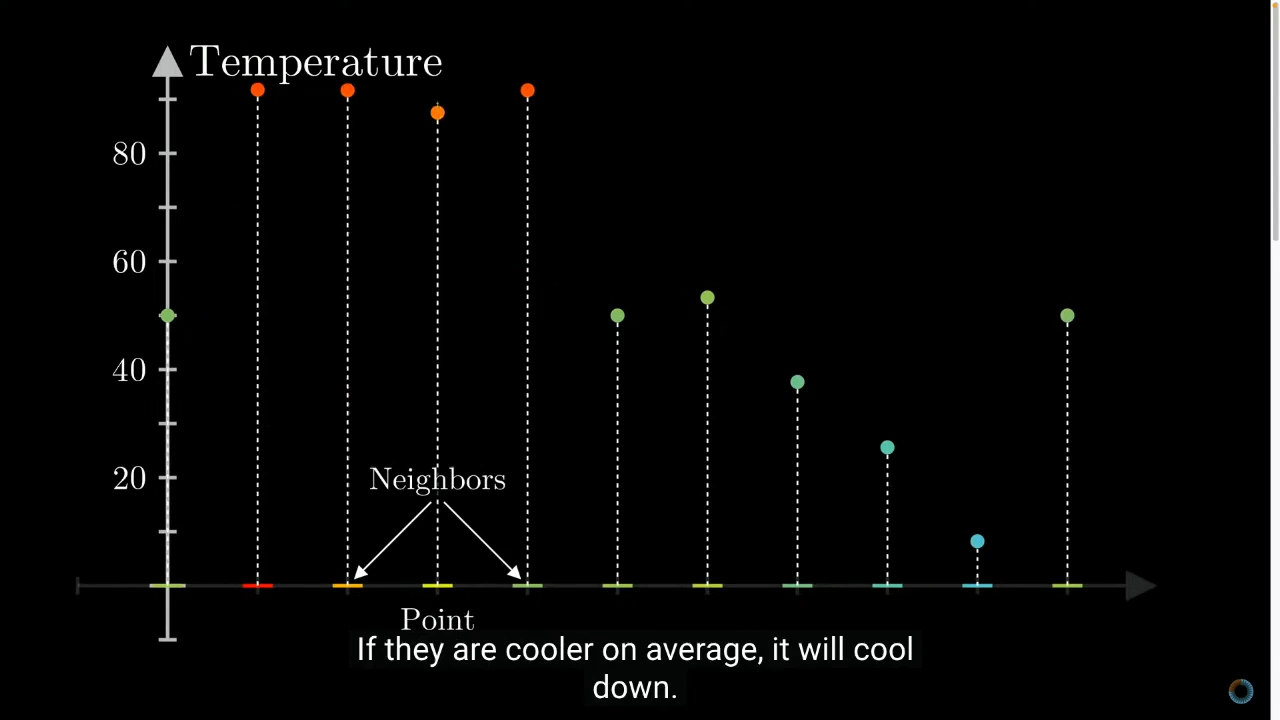 Temperature
80
60
40
20
Neighbors
Point
If they are cooler on average, it will cool
down.